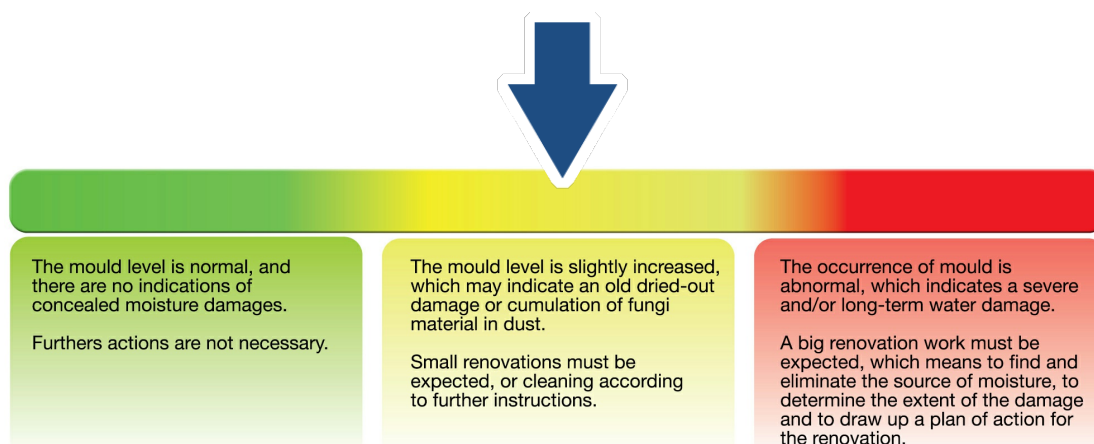 The mould level is normal, and
there are no indications of
concealed moisture damages.
Furthers actions are not necessary.
The mould level is slightly increased,
which may indicate an old dried-out
damage or cumulation of fungi
material in dust.
Small renovations must be
expected, or cleaning according
to further instructions.
The occurrence of mould is
abnormal, which indicates a severe
and/or long-term water damage.
A big renovation work must be
expected, which means to find and
eliminate the source of moisture, to
determine the extent of the damage
and to draw up a plan of action for
the renovation.